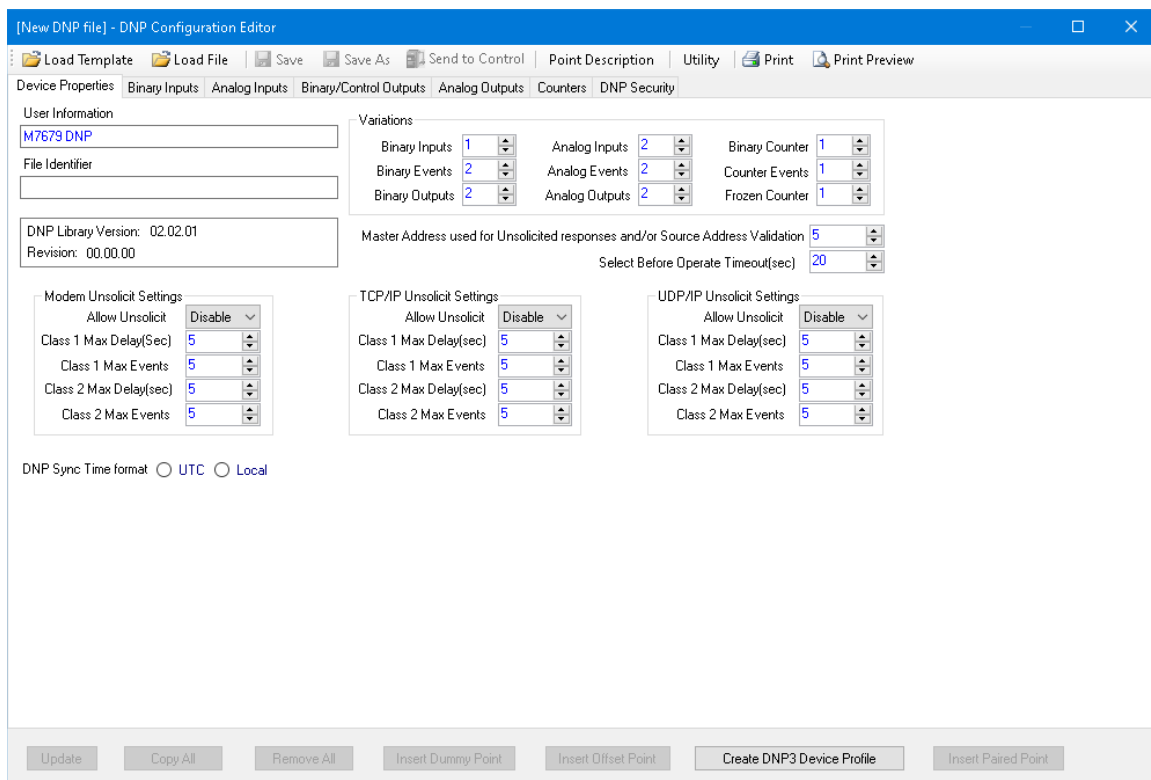 [New DNP file] - DNP Configuration Editor
Load Template Load File Save Save As Send to Control Point Description Utility Print Print Preview
Device Properties Binary Inputs Analog Inputs Binary/Control Outputs Analog Outputs Counters DNP Security
User Information
M7679 DNP
File Identifier
DNP Library Version: 02.02.01
Revision: 00.00.00
Variations
Binary Inputs 1 Analog Inputs 2 Binary Counter 1
Binary Events 2 Analog Events 2 Counter Events 1
Binary Outputs 2 Analog Outputs 2 Frozen Counter 1
Master Address used for Unsolicited responses and/or Source Address Validation 5
Select Before Operate Timeout(sec) 20
Modem Unsolicit Settings
Allow Unsolicit Disable
Class 1 Max Delay(Sec) 5
Class 1 Max Events 5
Class 2 Max Delay(sec) 5
Class 2 Max Events 5
TCP/IP Unsolicit Settings
Allow Unsolicit Disable
Class 1 Max Delay(sec) 5
Class 1 Max Events 5
Class 2 Max Delay(sec) 5
Class 2 Max Events 5
UDP/IP Unsolicit Settings
Allow Unsolicit Disable
Class 1 Max Delay(sec) 5
Class 1 Max Events 5
Class 2 Max Delay(sec) 5
Class 2 Max Events 5
DNP Sync Time format UTC Local
Update Copy All Remove All Insert Dummy Point Insert Offset Point Create DNP3 Device Profile Insert Paired Point